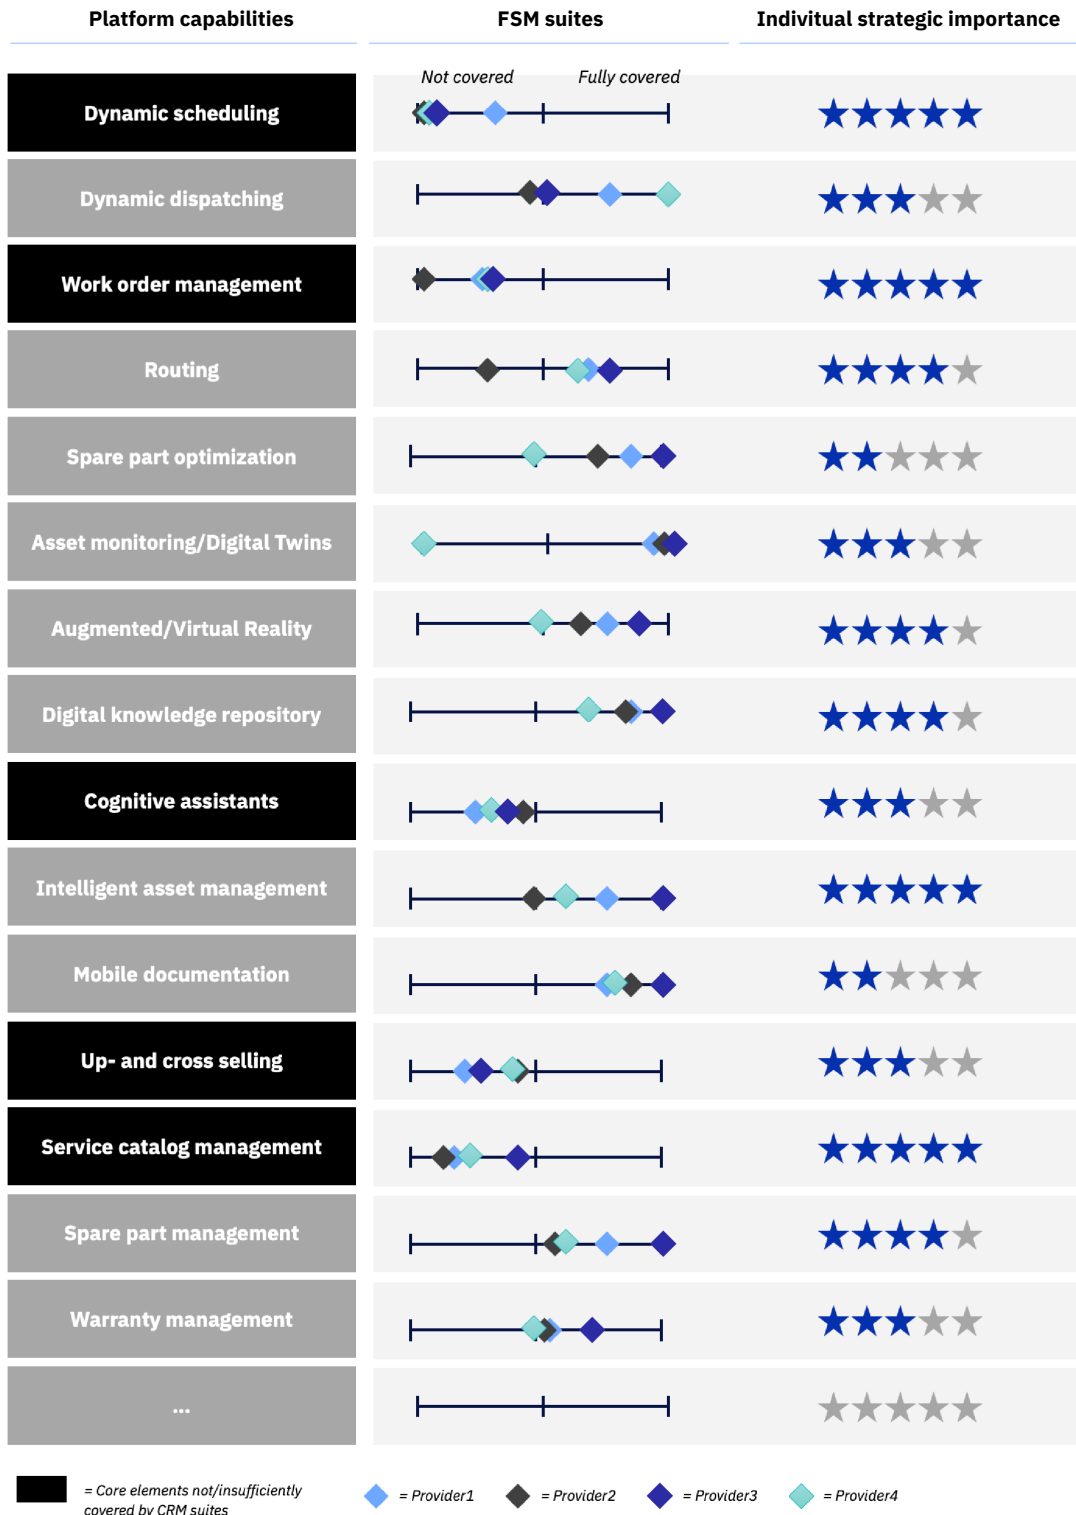 Platform capabilities FSM suites Indivitual strategic importance
Not covered Fully covered
Dynamic scheduling
Dynamic dispatching
Work order management
Routing
Spare part optimization
Asset monitoring/Digital Twins
Augmented/Virtual Reality
Digital knowledge repository
Cognitive assistants
Intelligent asset management
Mobile documentation
Up- and cross selling
Service catalog management
Spare part management
Warranty management
...
= Core elements not/insufficiently
covered by CRM suites
= Provider1 = Provider2 = Provider3 = Provider4